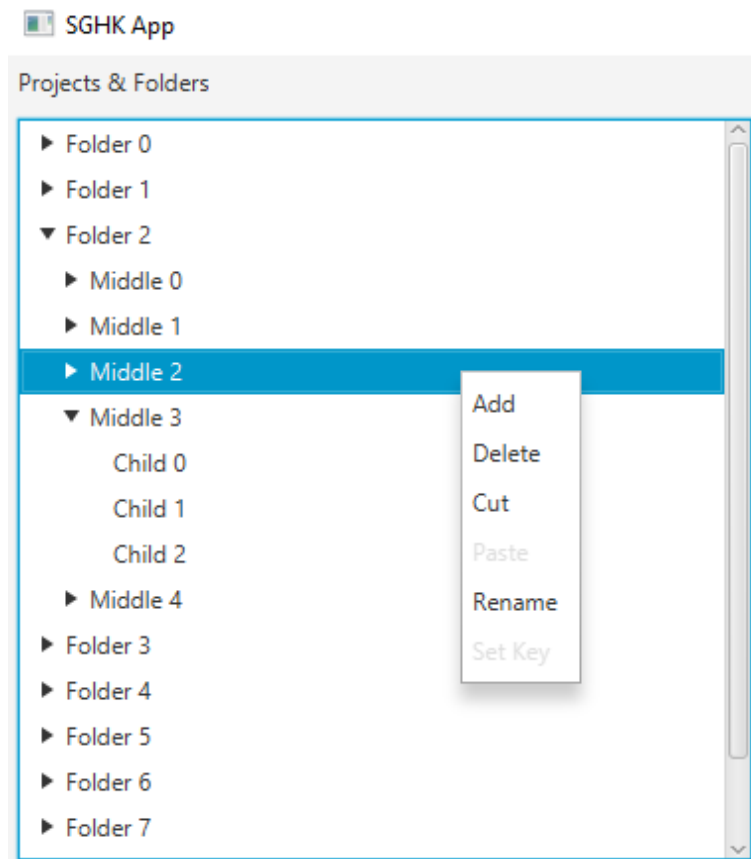 SGHK App
Projects & Folders
Folder 0
Folder 1
Folder 2
Middle 0
Middle 1
Middle 2
Middle 3
Child 0
Child 1
Child 2
Middle 4
Folder 3
Folder 4
Folder 5
Folder 6
Folder 7
Add
Delete
Cut
Paste
Rename
Set Key